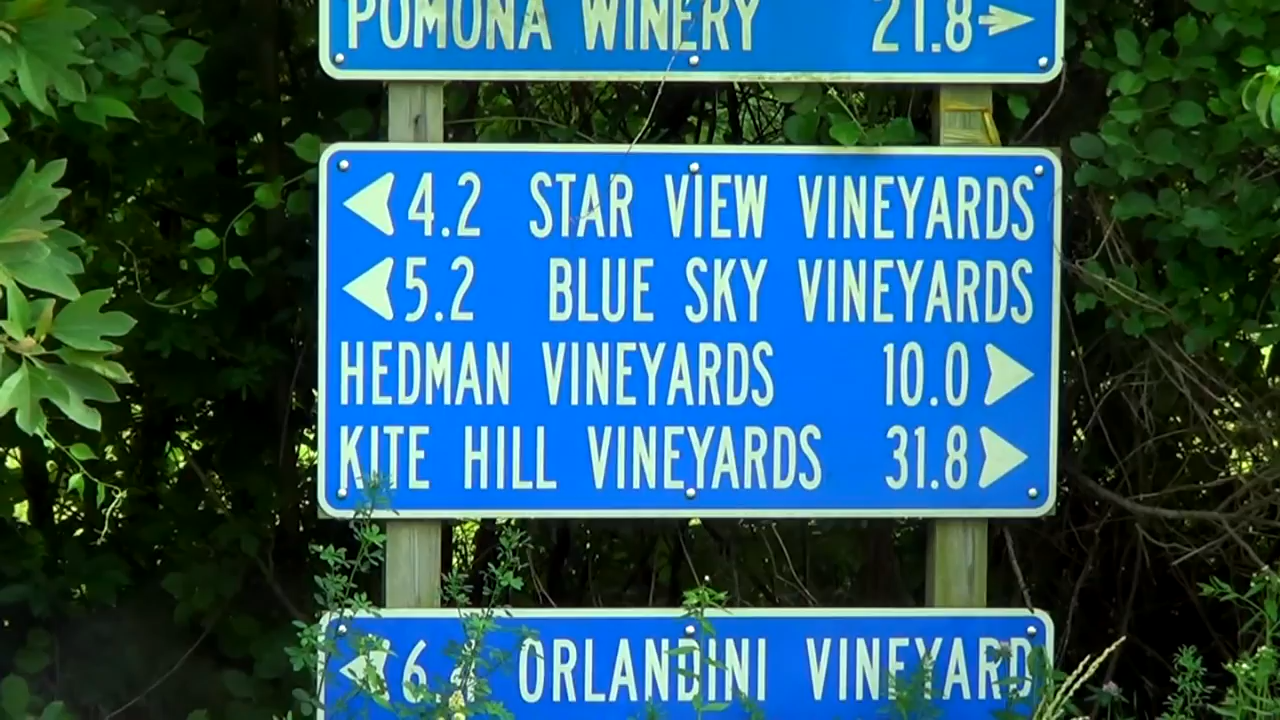 POMONA WINERY 21.8
4.2 STAR VIEW VINEYARDS
5.2 BLUE SKY VINEYARDS
HEDMAN VINEYARDS 10.0
KITE HILL VINEYARDS 31.8
ORLANDINI VINEYARD